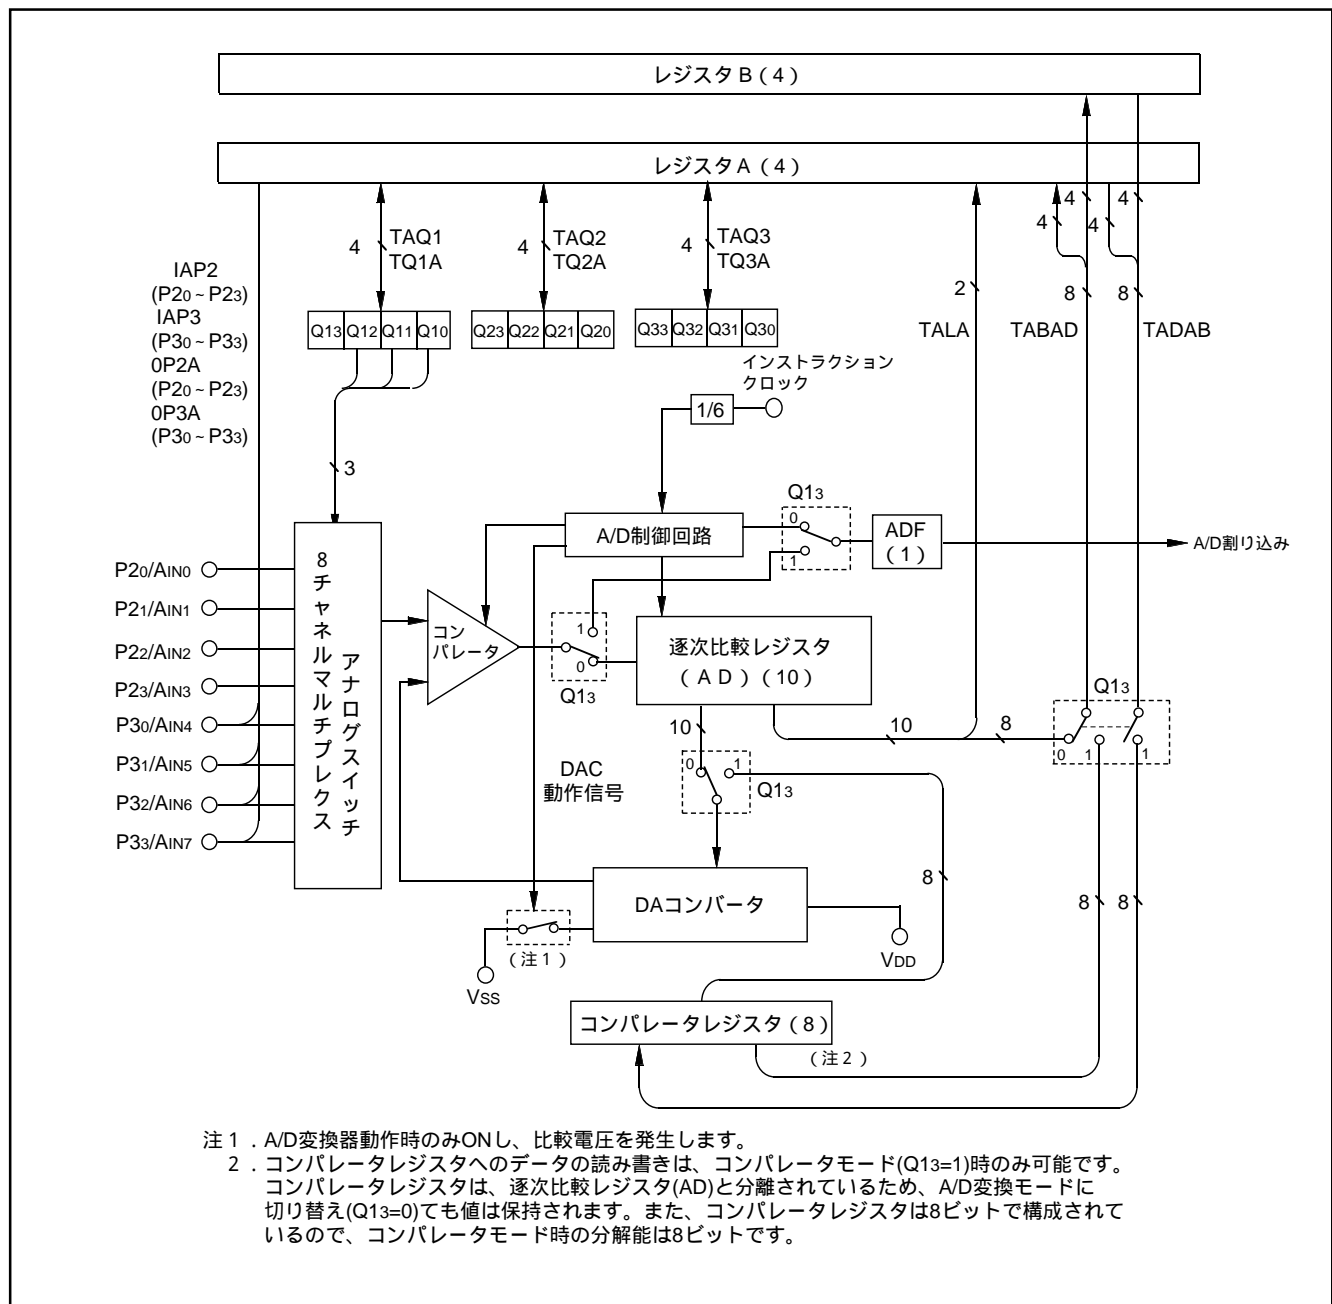 レジスタ B ( 4 )
レジスタ A ( 4 )
4
TAQ1
TQ1A
4
TAQ2
TQ2A
4
TAQ3
TQ3A
4
4
4
4
2
8
8
TALA
TABAD
TADAB
IAP2
(P20 ~ P23)
IAP3
(P30 ~ P33)
0P2A
(P20 ~ P23)
0P3A
(P30 ~ P33)
Q13 Q12 Q11 Q10
Q23 Q22 Q21 Q20
Q33 Q32 Q31 Q30
インストラクション
クロック
1/6
3
Q13
0
1
A/D制御回路
ADF
( 1 )
A/D割り込み
8チャネルマルチプレクス
アナログスイッチ
P20/AIN0
P21/AIN1
P22/AIN2
P23/AIN3
P30/AIN4
P31/AIN5
P32/AIN6
P33/AIN7
コン
パレータ
1
0
Q13
逐次比較レジスタ
( A D ) ( 10 )
10
10
8
Q13
0
1
1
0
1
Q13
DAC
動作信号
DAコンバータ
8
8
8
( 注 1 )
VSS
VDD
コンパレータレジスタ ( 8 )
( 注 2 )
注 1 . A/D変換器動作時のみONし、比較電圧を発生します。
2 . コンパレータレジスタへのデータの読み書きは、コンパレータモード(Q13=1)時のみ可能です。
コンパレータレジスタは、逐次比較レジスタ(AD)と分離されているため、A/D変換モードに
切り替え(Q13=0)ても値は保持されます。また、コンパレータレジスタは8ビットで構成されて
いるので、コンパレータモード時の分解能は8ビットです。